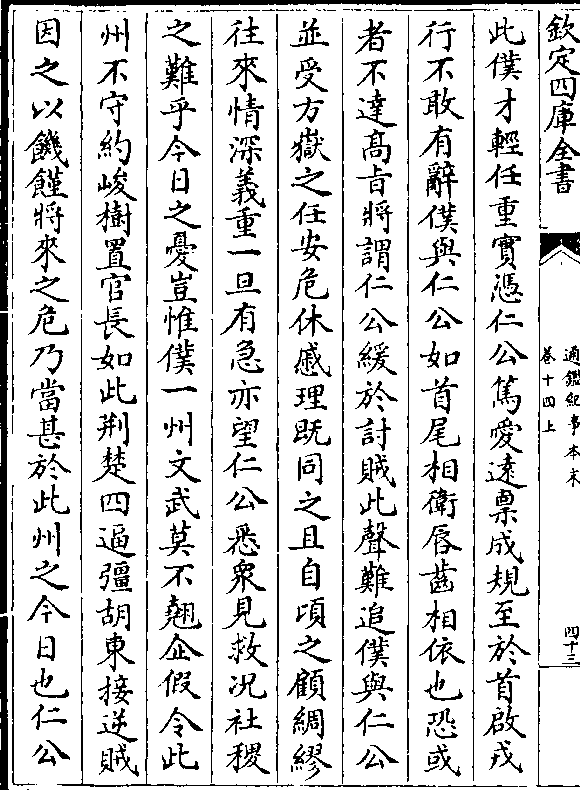 欽定四庫全書
通鑑紀事本末
卷十四上
四十三
此僕才輕任重實憑仁公篤愛遠稟成規至於首啟戎
行不敢有辭僕與仁公如首尾相衛唇齒相依也恐或
者不達髙㫖將謂仁公緩於討賊此聲難追僕與仁公
並受方嶽之任安危休戚理既同之且自頃之顧綢繆
往來情深義重一旦有急亦望仁公悉衆見救况社稷
之難乎今日之憂豈惟僕一州文武莫不翹企假令此
州不守約峻樹置官長如此荆楚四逼彊胡東接逆賊
因之以饑饉將來之危乃當甚於此州之今日也仁公